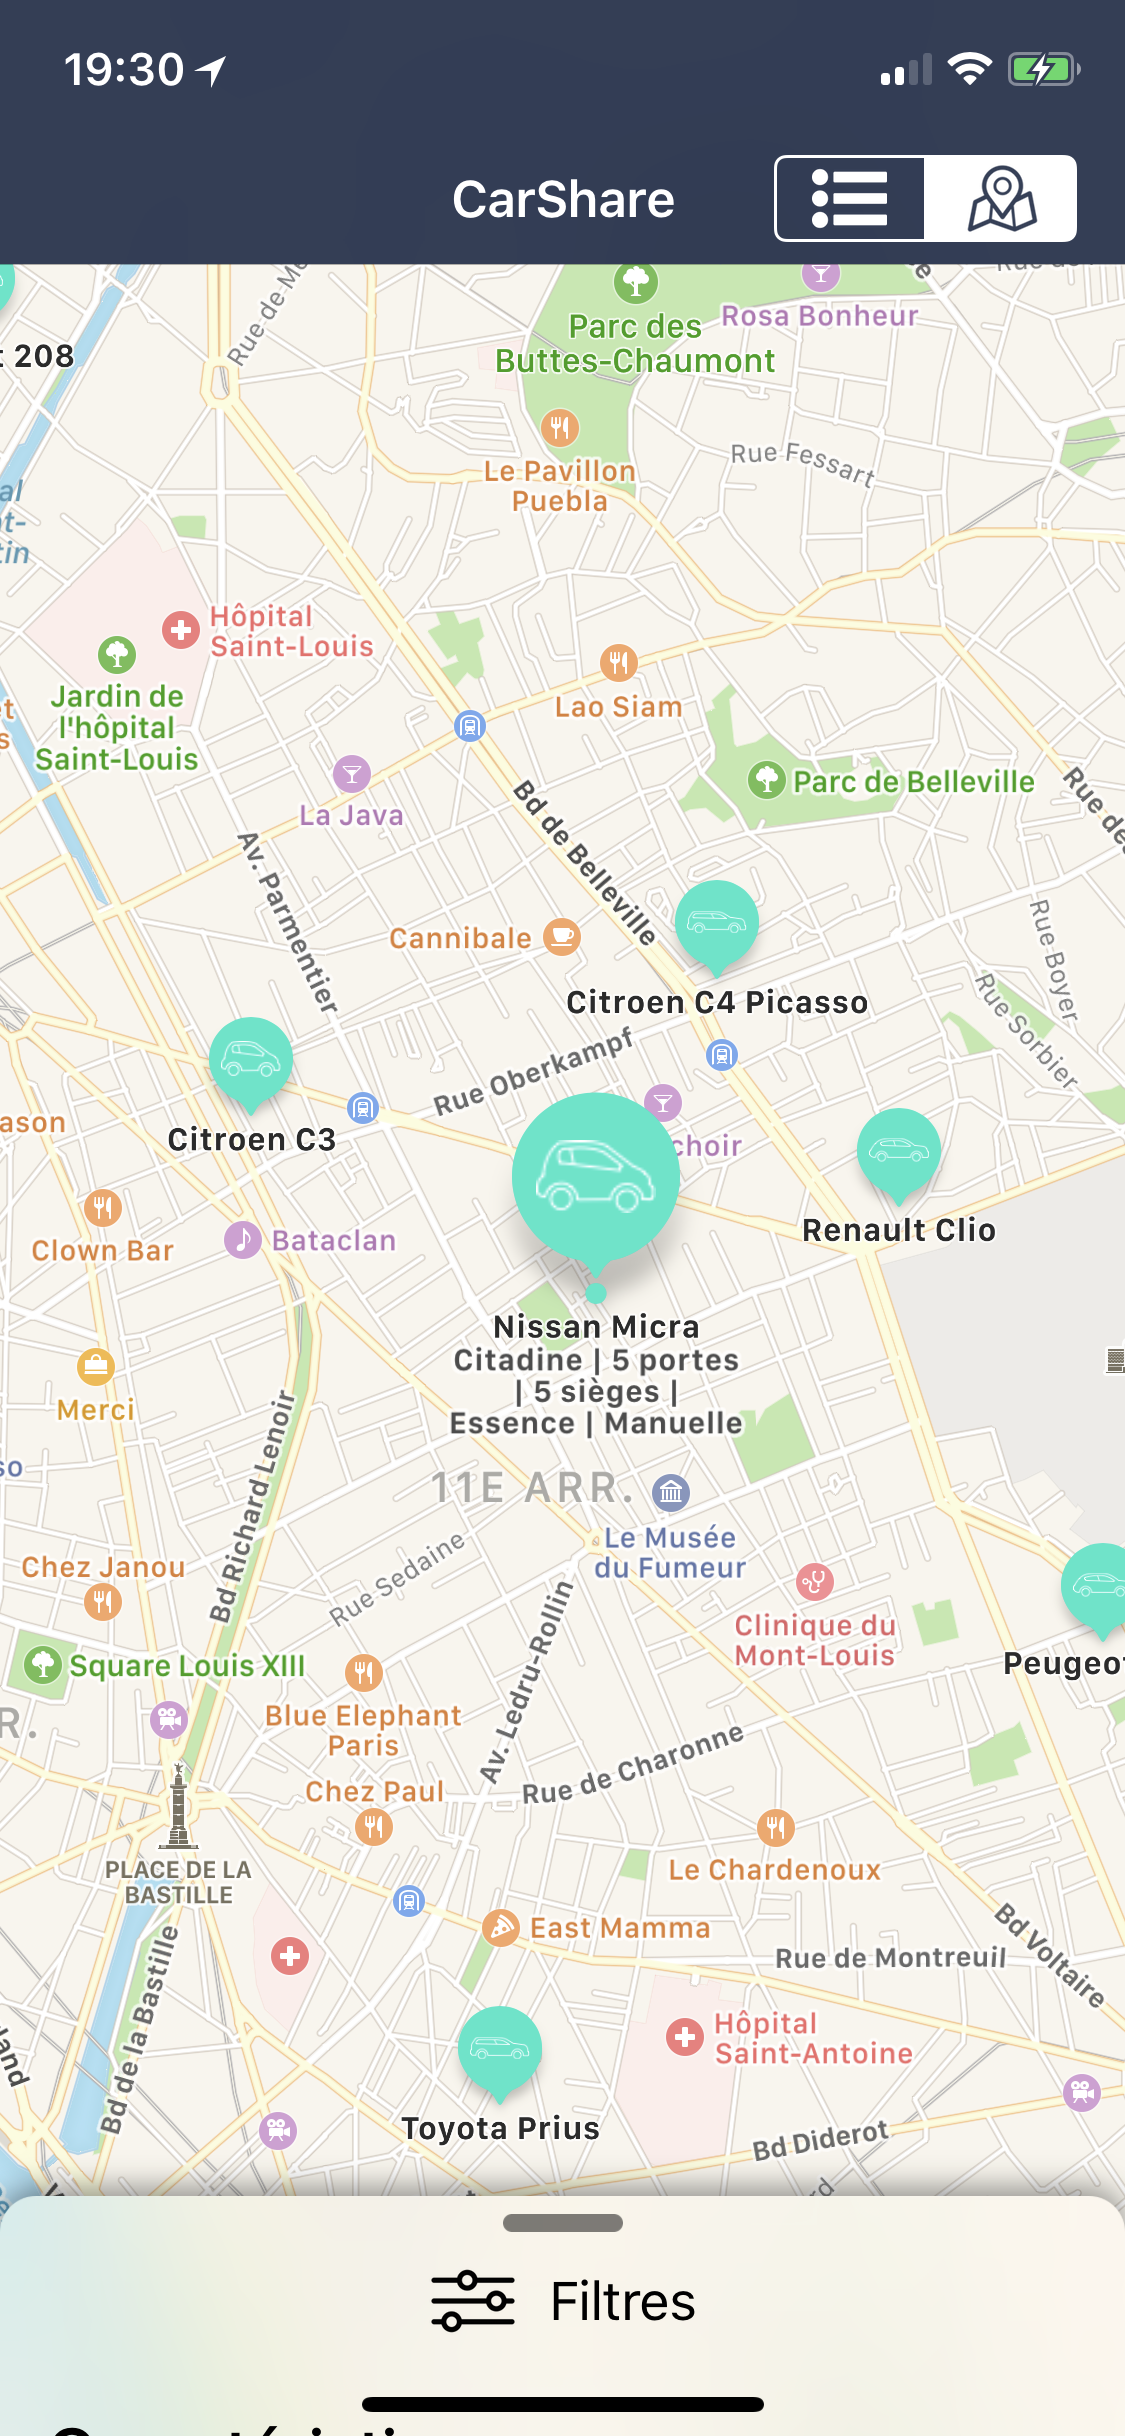 19:30
CarShare
Rue de
Rosa Bonheur
Parc des
Buttes-Chaumont
208
Rue Fessart
Le Pavillon
Puebla
Hôpital
Saint-Louis
Jardin de
l'hôpital
Saint-Louis
Lao Siam
Parc de Belleville
La Java
Bd de Belleville
Av. Parmentier
Rue
Cannibale
Rue Boyer
Citroen C4 Picasso
Rue Sorbier
Rue Oberkampf
Citroen C3
choir
Clown Bar
Bataclan
Renault Clio
Nissan Micra
Citadine | 5 portes
| 5 sièges |
Essence | Manuelle
Merci
Bd Richard Lenoir
11E ARR.
Le Musée
du Fumeur
Chez Janou
Rue Sedaine
Clinique du
Mont-Louis
Av. Ledru-Rollin
Square Louis XIII
Peugeot
R.
Blue Elephant
Paris
Rue de Charonne
Chez Paul
PLACE DE LA
BASTILLE
Le Chardenoux
East Mamma
Bd Voltaire
Rue de Montreuil
Bd de la Bastille
Hôpital
Saint-Antoine
Toyota Prius
Bd Diderot
Filtres